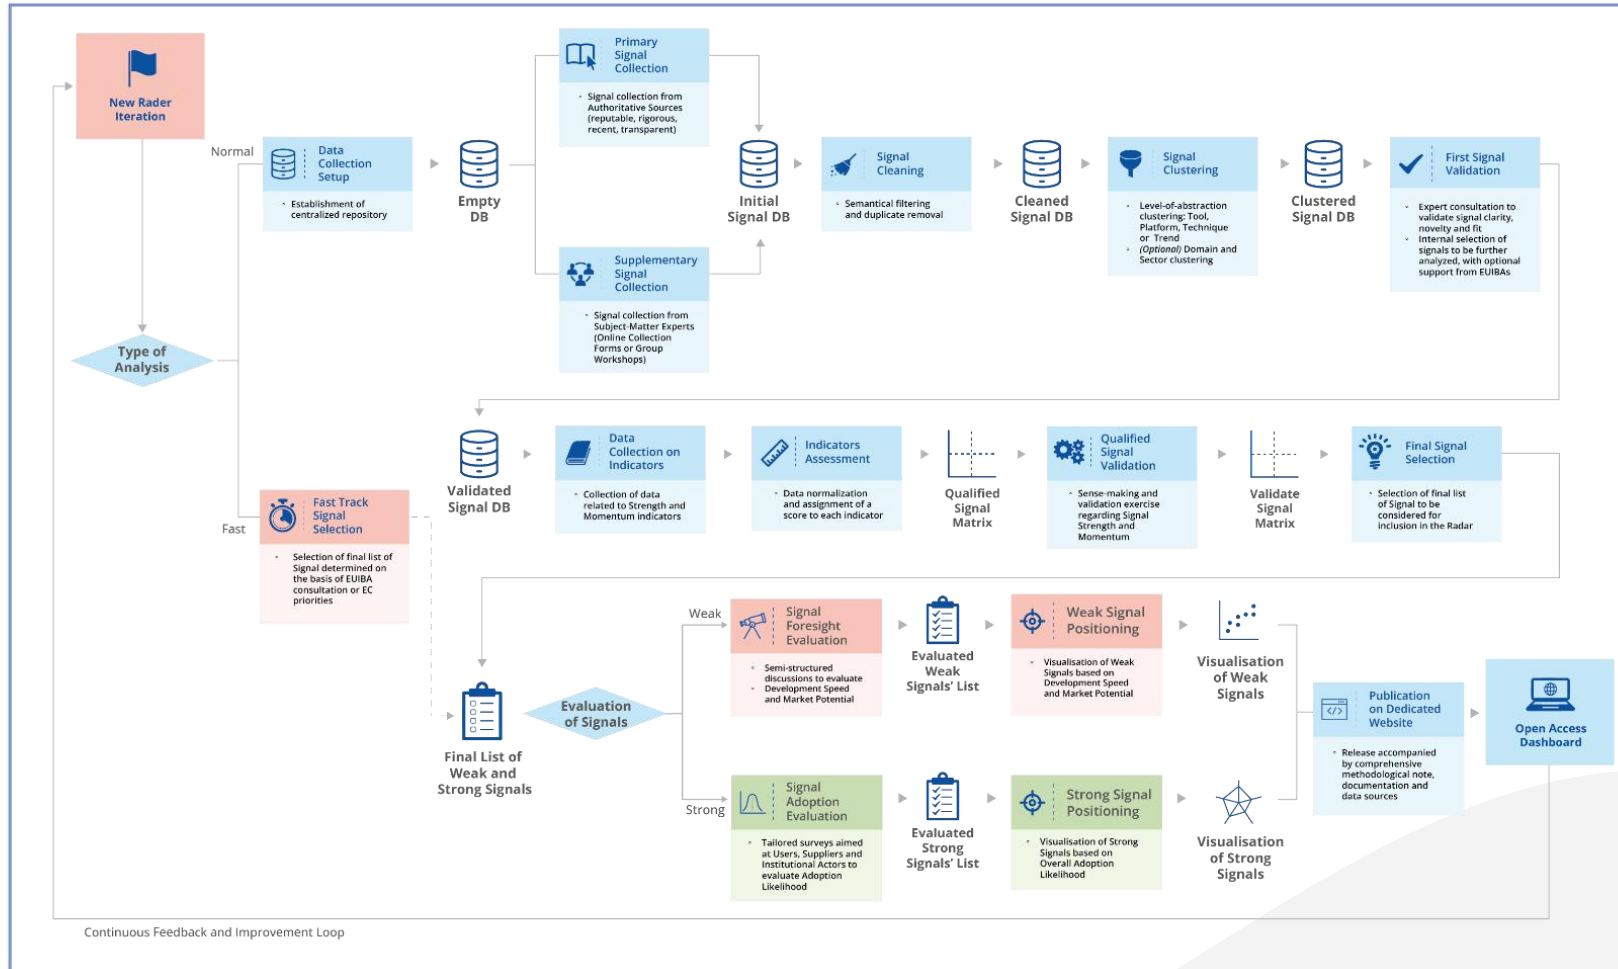 New Rader
Iteration
Type of
Analysis
Normal
Fast
Data
Collection
Setup
• Establishment of
centralized repository
Empty
DB
Primary
Signal
Collection
• Signal collection from
Authoritative Sources
(reputable, rigorous,
recent, transparent)
Supplementary
Signal
Collection
• Signal collection from
Subject-Matter Experts
(Online Collection
Forms or Group
Workshops)
Initial
Signal DB
Signal
Cleaning
• Semantical filtering
and duplicate removal
Cleaned
Signal DB
Signal
Clustering
• Level-of-abstraction
clustering: Tool,
Platform, Technique
or Trend
• (Optional) Domain and
Sector clustering
Clustered
Signal DB
First Signal
Validation
• Expert consultation to
validate signal clarity,
novelty and fit
• Internal selection of
signals to be further
analyzed, with optional
support from EUIBAs
Validated
Signal DB
Data
Collection on
Indicators
• Collection of data
related to Strength and
Momentum indicators
Indicators
Assessment
• Data normalization
and assignment of a
score to each indicator
Qualified
Signal
Matrix
Qualified
Signal
Validation
• Sense-making and
validation exercise
regarding Signal
Strength and
Momentum
Validate
Signal
Matrix
Final Signal
Selection
• Selection of final list
of Signal to be
considered for
inclusion in the Radar
Fast Track
Signal
Selection
• Selection of final list of
Signal determined on
the basis of EUIBA
consultation or EC
priorities
Final List of
Weak and
Strong Signals
Evaluation
of Signals
Weak
Strong
Signal
Foresight
Evaluation
• Semi-structured
discussions to evaluate
• Development Speed
and Market Potential
Evaluated
Weak
Signals' List
Weak Signal
Positioning
• Visualisation of Weak
Signals based on
Development Speed
and Market Potential
Visualisation
of Weak
Signals
Signal
Adoption
Evaluation
• Tailored surveys aimed
at Users, Suppliers and
Institutional Actors to
evaluate Adoption
Likelihood
Evaluated
Strong
Signals' List
Strong Signal
Positioning
• Visualisation of Strong
Signals based on
Overall Adoption
Likelihood
Visualisation
of Strong
Signals
Publication
on Dedicated
Website
• Release accompanied
by comprehensive
methodological note,
documentation and
data sources
Open Access
Dashboard
Continuous Feedback and Improvement Loop